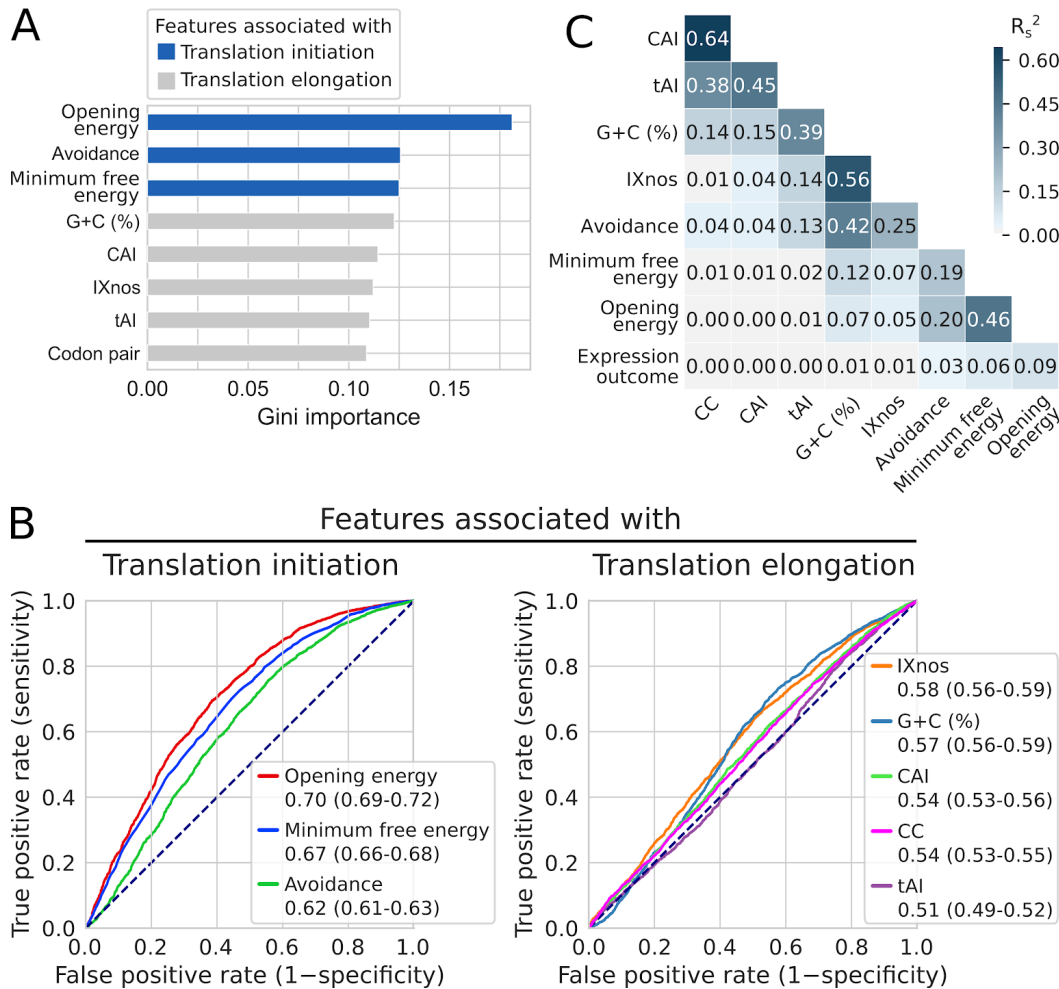 A
Features associated with
Translation initiation
Translation elongation
Opening
energy
Avoidance
Minimum free
energy
G+C (%)
CAI
IXnos
tAI
Codon pair
0.00 0.05 0.10 0.15
Gini importance
C
CAI 0.64
tAI 0.38 0.45
G+C (%) 0.14 0.15 0.39
IXnos 0.01 0.04 0.14 0.56
Avoidance 0.04 0.04 0.13 0.42 0.25
Minimum free
energy 0.01 0.01 0.02 0.12 0.07 0.19
Opening
energy 0.00 0.00 0.01 0.07 0.05 0.20 0.46
Expression
outcome 0.00 0.00 0.00 0.01 0.01 0.03 0.06 0.09
CC CAI tAI G+C (%) IXnos Avoidance Minimum free energy Opening energy
Rs²
0.60
0.45
0.30
0.15
0.00
B
Features associated with
Translation initiation
True positive rate (sensitivity)
1.0
0.8
0.6
0.4
0.2
0.0
Opening energy
0.70 (0.69-0.72)
Minimum free energy
0.67 (0.66-0.68)
Avoidance
0.62 (0.61-0.63)
0.0 0.2 0.4 0.6 0.8 1.0
False positive rate (1−specificity)
Translation elongation
True positive rate (sensitivity)
1.0
0.8
0.6
0.4
0.2
0.0
IXnos
0.58 (0.56-0.59)
G+C (%)
0.57 (0.56-0.59)
CAI
0.54 (0.53-0.56)
CC
0.54 (0.53-0.55)
tAI
0.51 (0.49-0.52)
0.0 0.2 0.4 0.6 0.8 1.0
False positive rate (1−specificity)